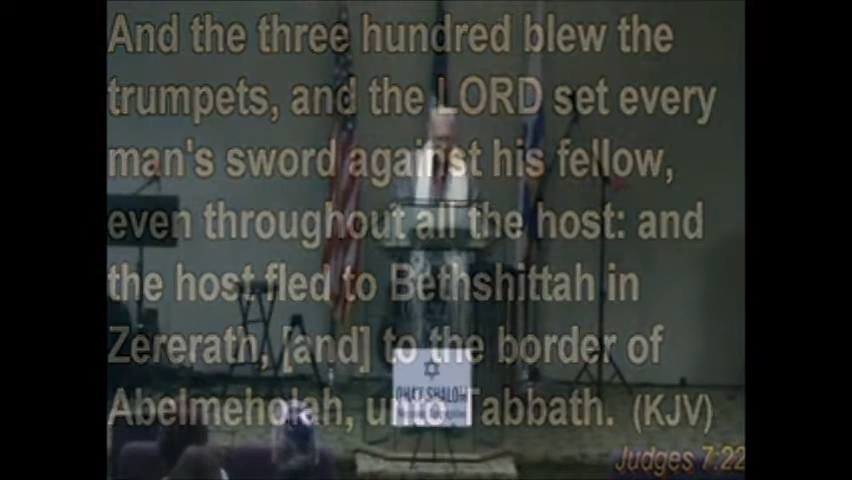 And the three hundred blew the
trumpets, and the LORD set every
man's sword against his fellow,
even throughout all the host: and
the host fled to Bethshittah in
Zererath, [and] to the border of
Abelmeholah, unto Tabbath. (KJV)
Judges 7:22